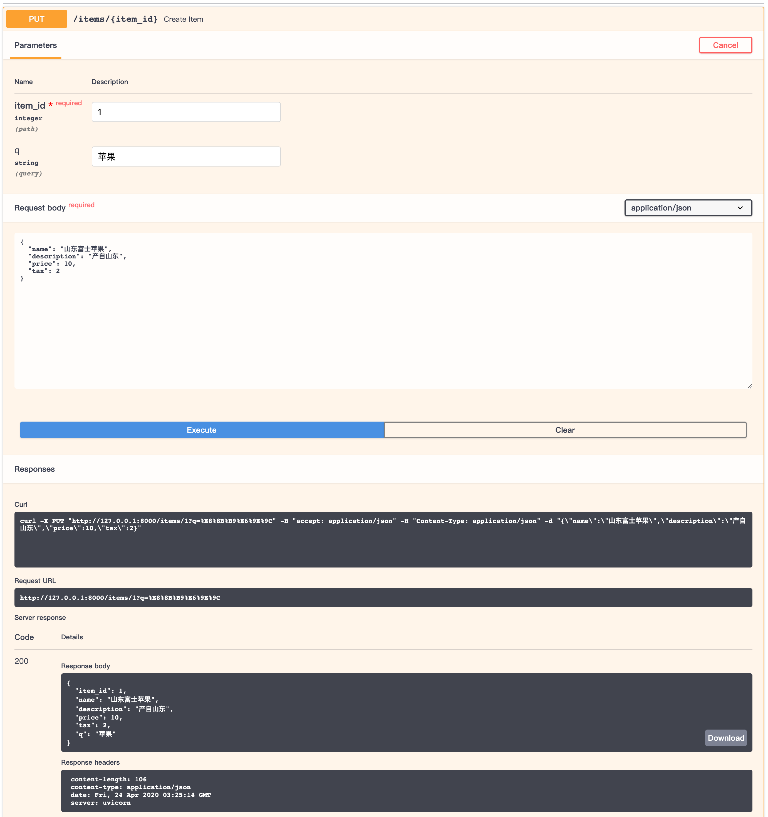 PUT /items/{item_id} Create Item
Parameters Cancel
Name Description
item_id * required
integer
(path)
1
q
string
(query)
苹果
Request body required application/json
{
"name": "山东富士苹果",
"description": "产自山东",
"price": 10,
"tax": 2
}
Execute Clear
Responses
Curl
curl -X PUT "http://127.0.0.1:8000/items/1?q=%E8%8B%B9%E6%9E%9C" -H "accept: application/json" -H "Content-Type: application/json" -d "{\"name\":\"山东富士苹果\",\"description\":\"产自
山东\",\"price\":10,\"tax\":2}"
Request URL
http://127.0.0.1:8000/items/1?q=%E8%8B%B9%E6%9E%9C
Server response
Code Details
200
Response body
{
"item_id": 1,
"name": "山东富士苹果",
"description": "产自山东",
"price": 10,
"tax": 2,
"q": "苹果"
}
Download
Response headers
content-length: 106
content-type: application/json
date: Fri, 24 Apr 2020 03:25:14 GMT
server: uvicorn